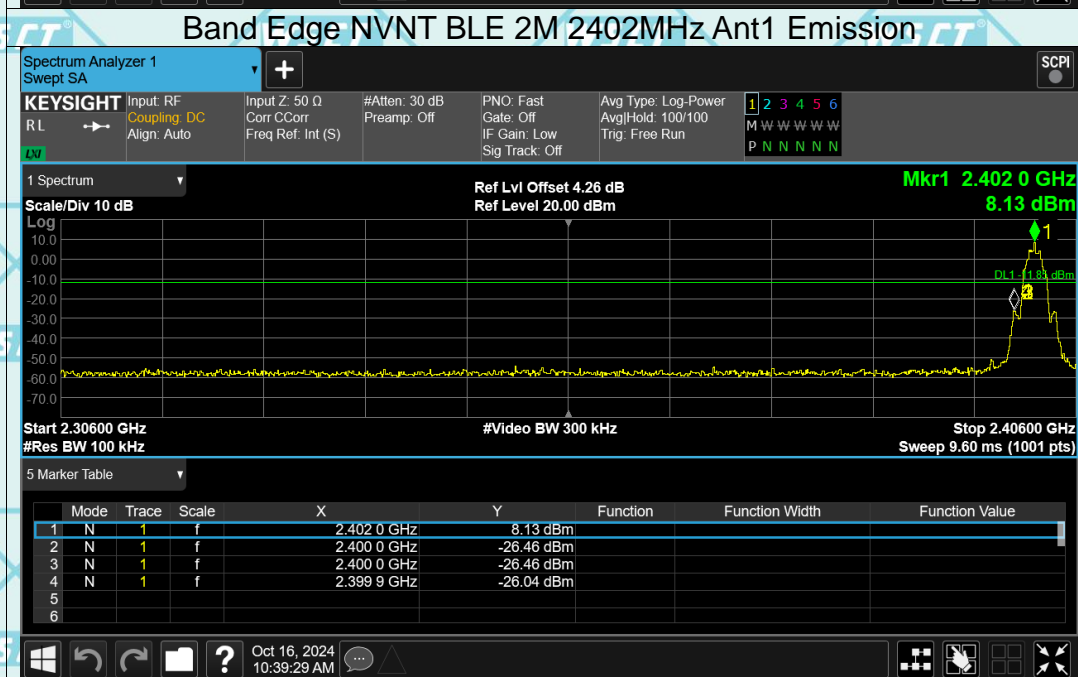 Band Edge NVNT BLE 2M 2402MHz Ant1 Emission
Spectrum Analyzer 1
Swept SA
+
SCPI
KEYSIGHT
R L
LXI
Input: RF
Coupling: DC
Align: Auto
Input Z: 50 Ω
Corr CCorr
Freq Ref: Int (S)
#Atten: 30 dB
Preamp: Off
PNO: Fast
Gate: Off
IF Gain: Low
Sig Track: Off
Avg Type: Log-Power
Avg|Hold: 100/100
Trig: Free Run
1 2 3 4 5 6
M W W W W W
P N N N N N
1 Spectrum
Scale/Div 10 dB
Ref Lvl Offset 4.26 dB
Ref Level 20.00 dBm
Mkr1 2.402 0 GHz
8.13 dBm
Log
10.0
0.00
-10.0
-20.0
-30.0
-40.0
-50.0
-60.0
-70.0
1
DL1 -11.85 dBm
Start 2.30600 GHz
#Res BW 100 kHz
#Video BW 300 kHz
Stop 2.40600 GHz
Sweep 9.60 ms (1001 pts)
5 Marker Table
Mode Trace Scale X Y Function Function Width Function Value
1 N 1 f 2.402 0 GHz 8.13 dBm
2 N 1 f 2.400 0 GHz -26.46 dBm
3 N 1 f 2.400 0 GHz -26.46 dBm
4 N 1 f 2.399 9 GHz -26.04 dBm
5
6
?
Oct 16, 2024
10:39:29 AM